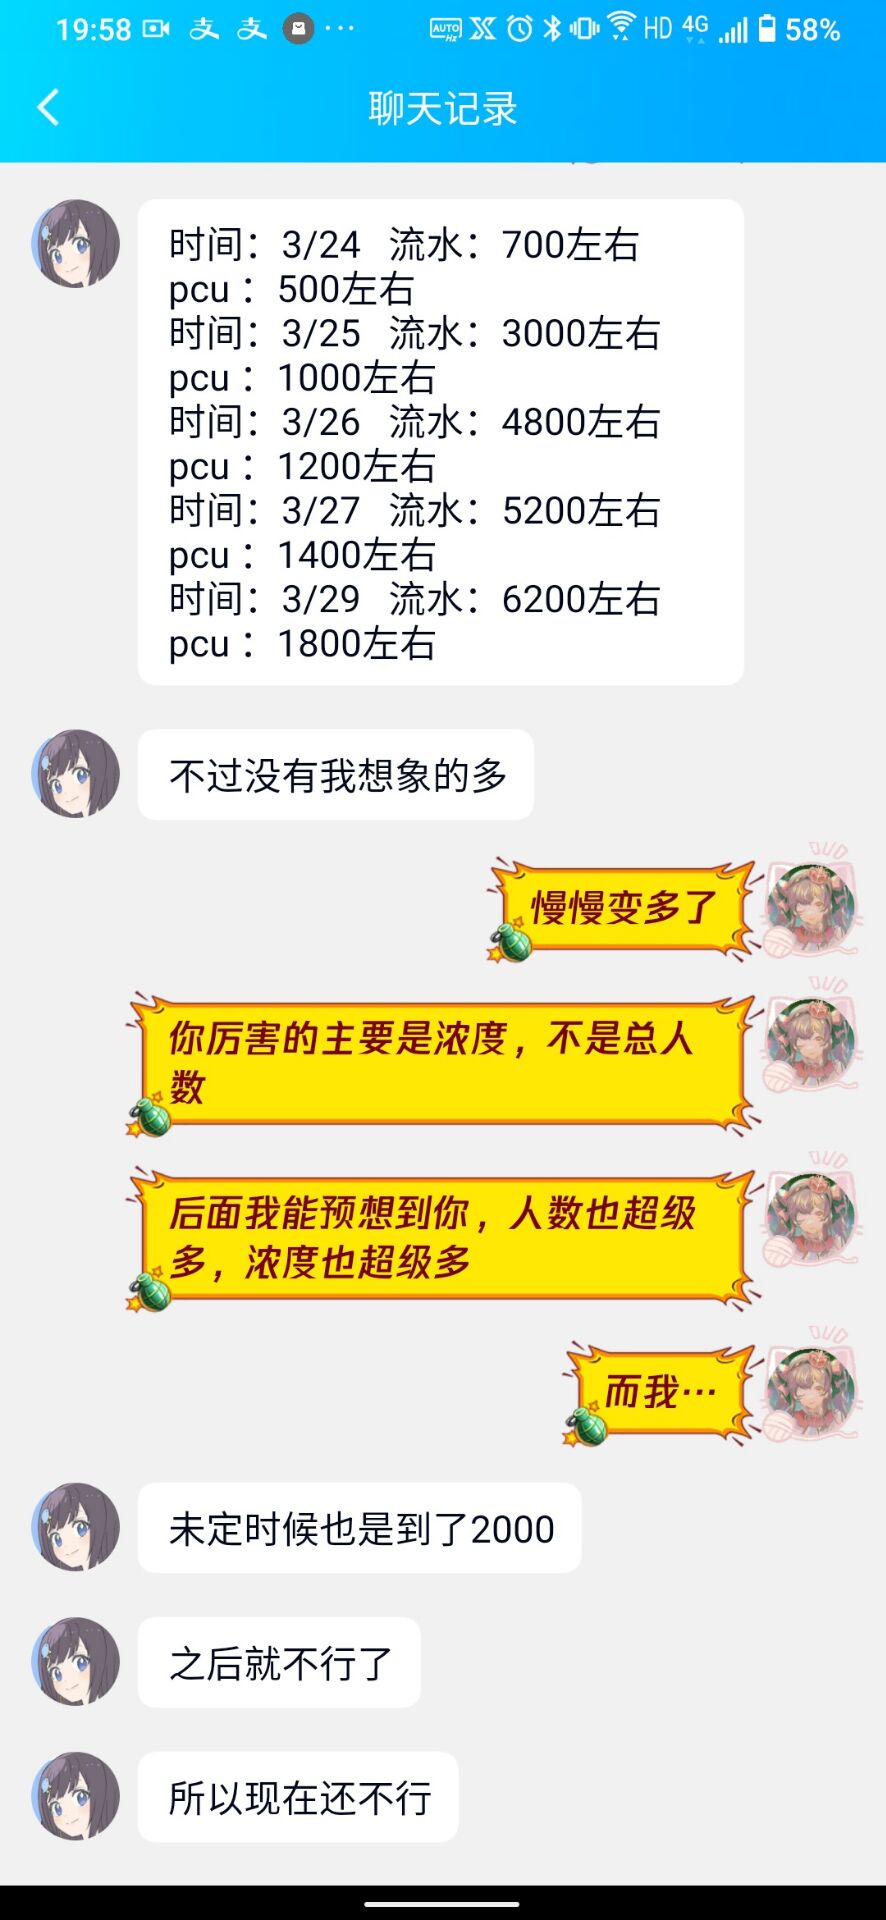 19:58 支 支 ··· AUTO Hz HD 4G 58%
聊天记录
时间：3/24 流水：700左右
pcu：500左右
时间：3/25 流水：3000左右
pcu：1000左右
时间：3/26 流水：4800左右
pcu：1200左右
时间：3/27 流水：5200左右
pcu：1400左右
时间：3/29 流水：6200左右
pcu：1800左右
不过没有我想象的多
慢慢变多了
你厉害的主要是浓度，不是总人
数
后面我能预想到你，人数也超级
多，浓度也超级多
而我…
未定时候也是到了2000
之后就不行了
所以现在还不行